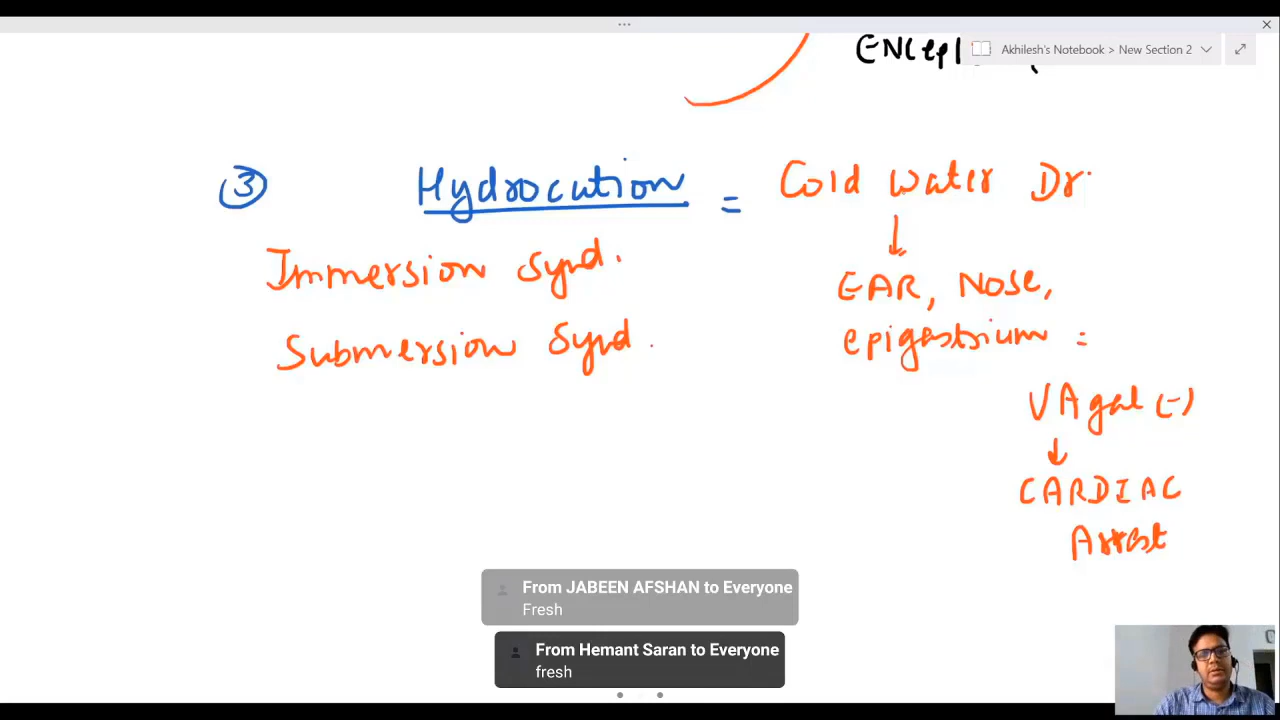 Akhilesh's Notebook > New Section 2
③ Hydrocution = Cold water Dr.
Immersion Synd.
Submersion Synd.
↓
EAR, Nose,
epigastrium =
VAgal (-)
↓
CARDIAC
Arrest
From JABEEN AFSHAN to Everyone
Fresh
From Hemant Saran to Everyone
fresh